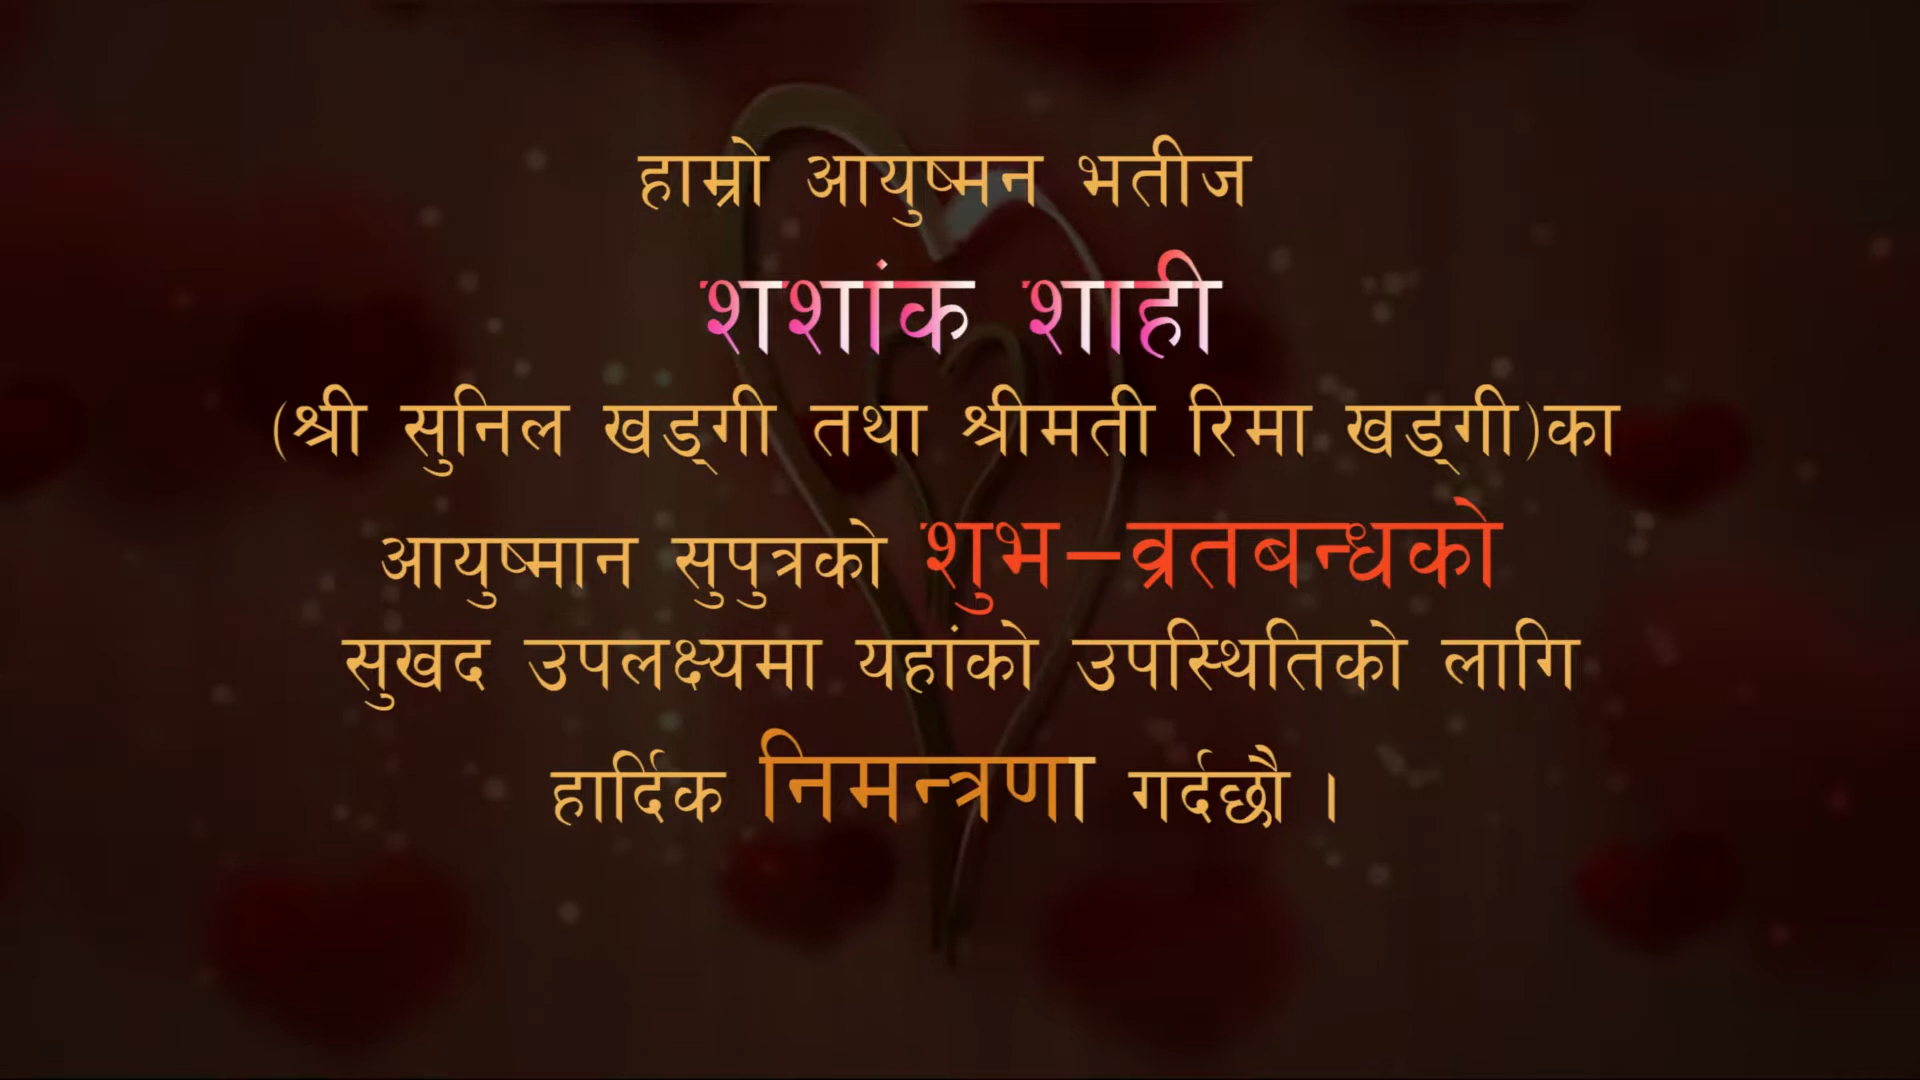 हाम्रो आयुष्मन भतीज
शशांक शाही
(श्री सुनिल खड्गी तथा श्रीमती रिमा खड्गी)का
आयुष्मान सुपुत्रको शुभ–व्रतबन्धको
सुखद उपलक्ष्यमा यहांको उपस्थितिको लागि
हार्दिक निमन्त्रणा गर्दछौ ।